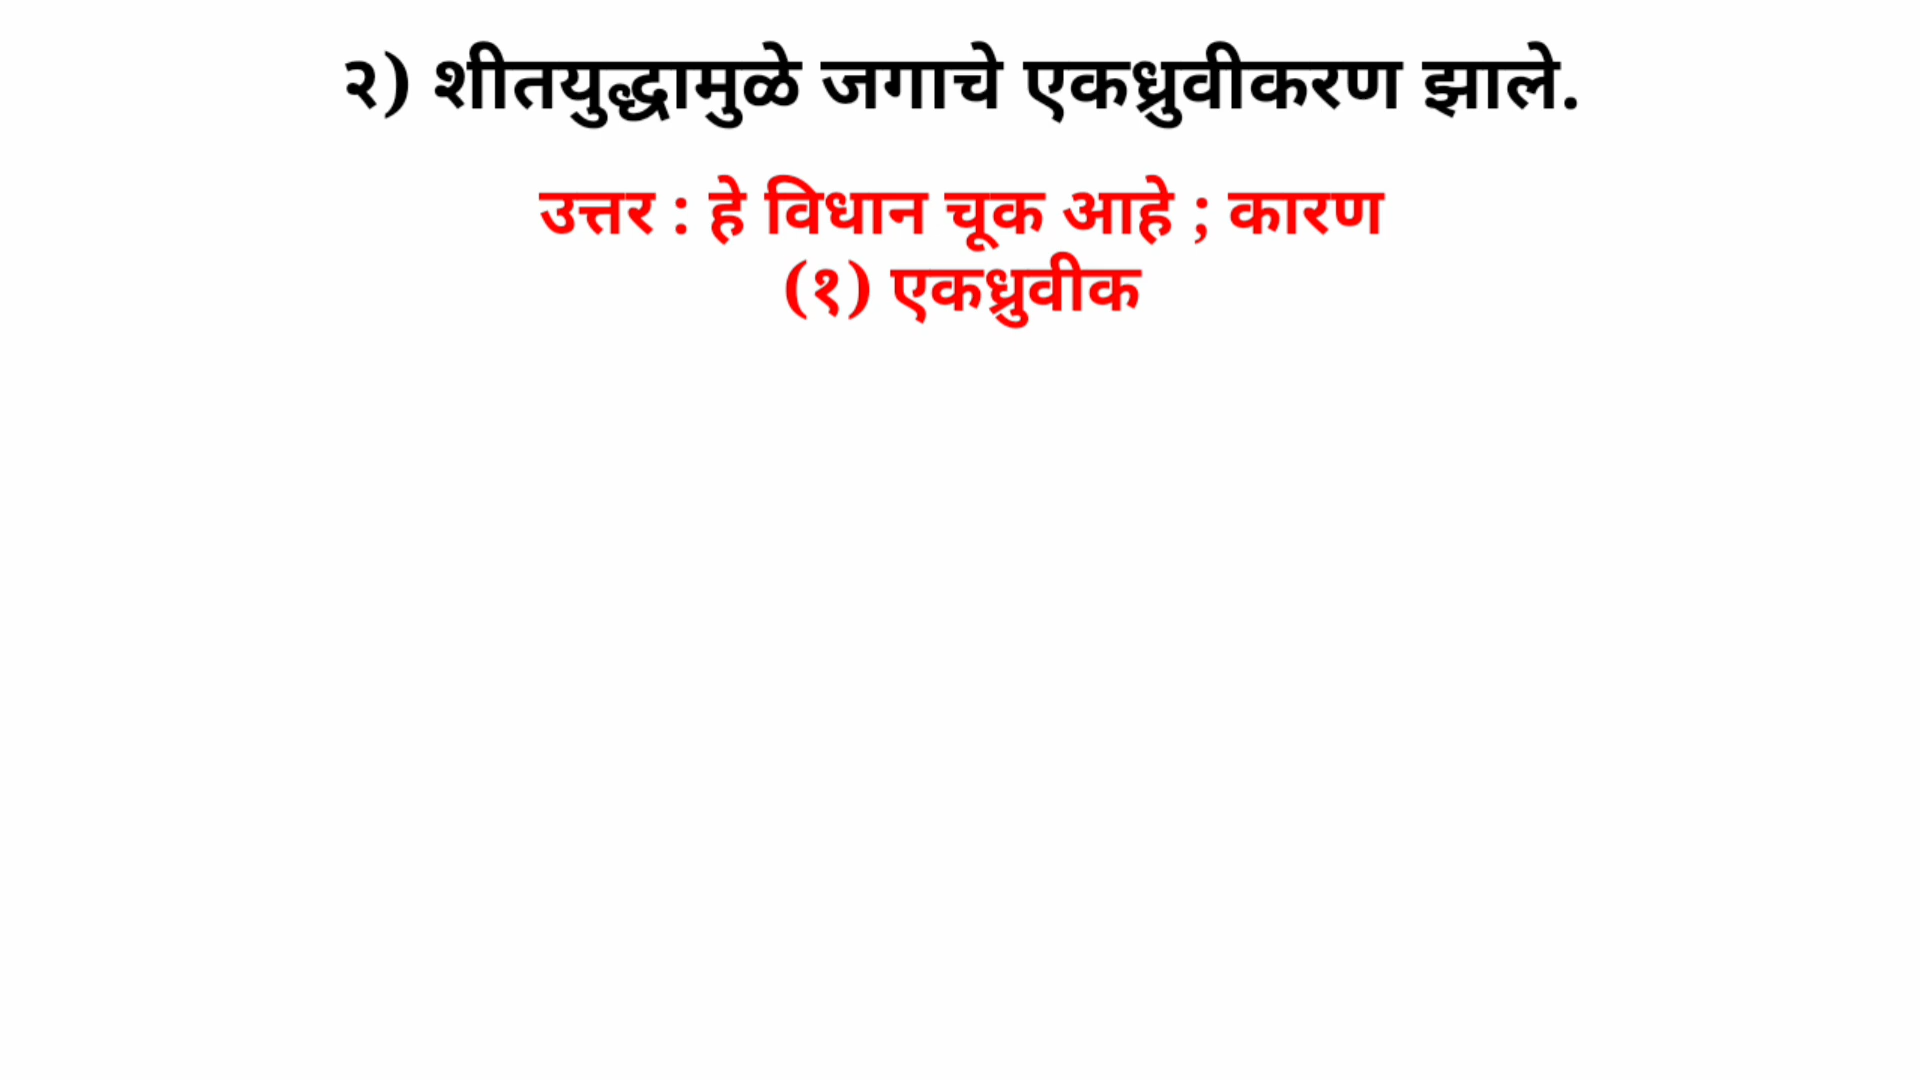 २) शीतयुद्धामुळे जगाचे एकध्रुवीकरण झाले.
उत्तर : हे विधान चूक आहे ; कारण
(१) एकध्रुवीक